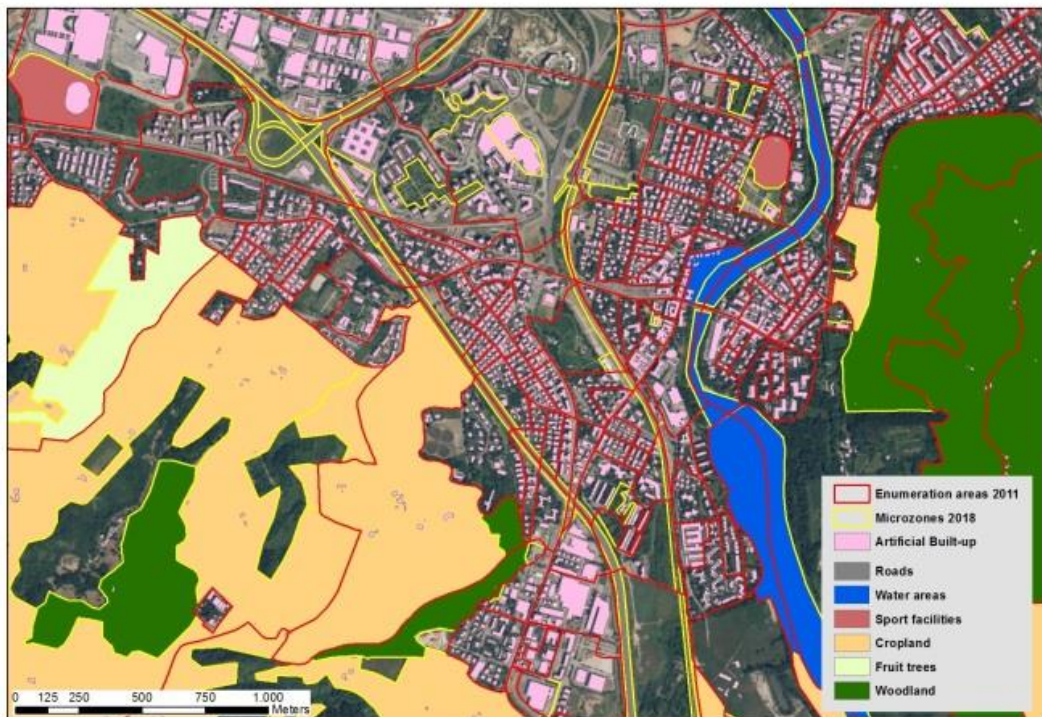 Enumeration areas 2011
Microzones 2018
Artificial Built-up
Roads
Water areas
Sport facilities
Cropland
Fruit trees
Woodland
0 125 250 500 750 1.000
Meters